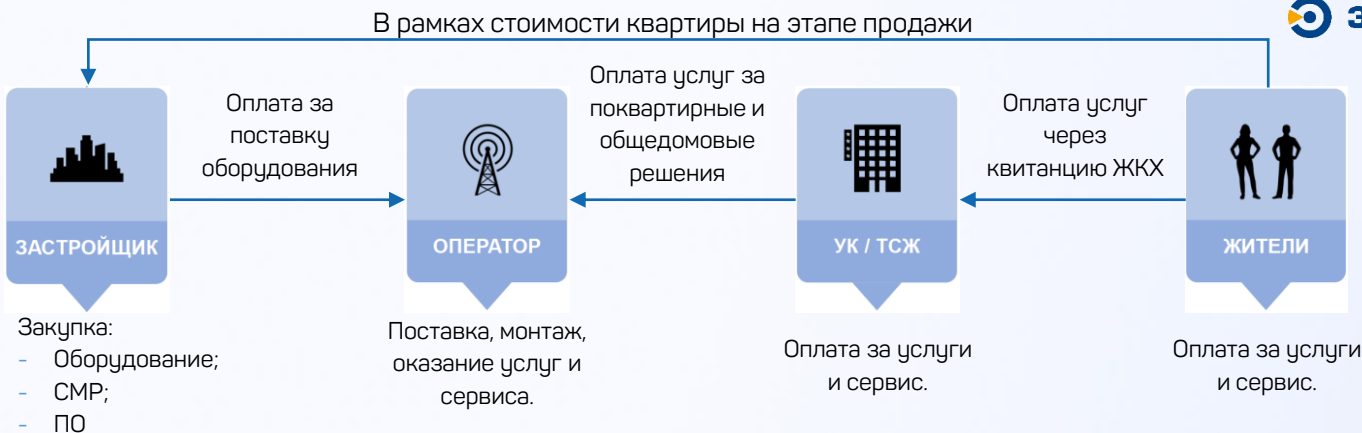 В рамках стоимости квартиры на этапе продажи
Э
Оплата за
поставку
оборудования
Оплата услуг за
поквартирные и
общедомовые
решения
Оплата услуг
через
квитанцию ЖКХ
ЗАСТРОЙЩИК
ОПЕРАТОР
УК / ТСЖ
ЖИТЕЛИ
Закупка:
- Оборудование;
- СМР;
- ПО
Поставка, монтаж,
оказание услуг и
сервиса.
Оплата за услуги
и сервис.
Оплата за услуги
и сервис.